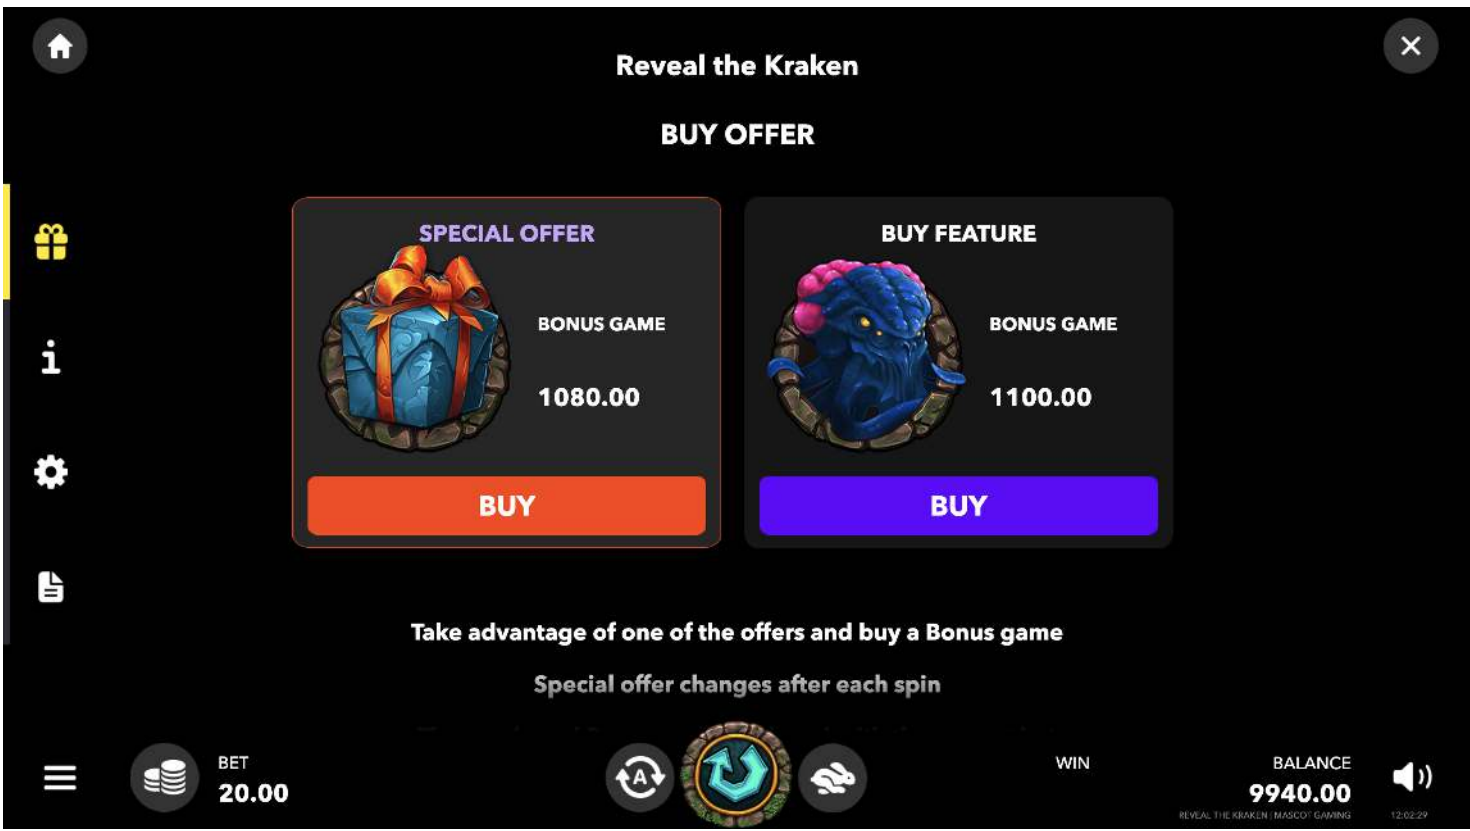 Reveal the Kraken
BUY OFFER
SPECIAL OFFER
BONUS GAME
1080.00
BUY
BUY FEATURE
BONUS GAME
1100.00
BUY
Take advantage of one of the offers and buy a Bonus game
Special offer changes after each spin
BET
20.00
A
WIN
BALANCE
9940.00
REVEAL THE KRAKEN | MASCOT GAMING
12:02:29